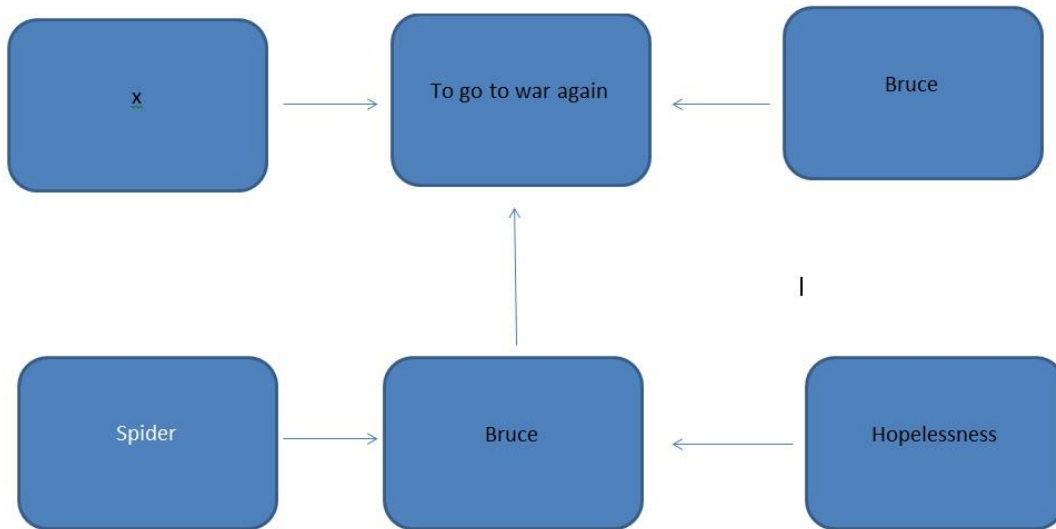 x
To go to war again
Bruce
Spider
Bruce
Hopelessness